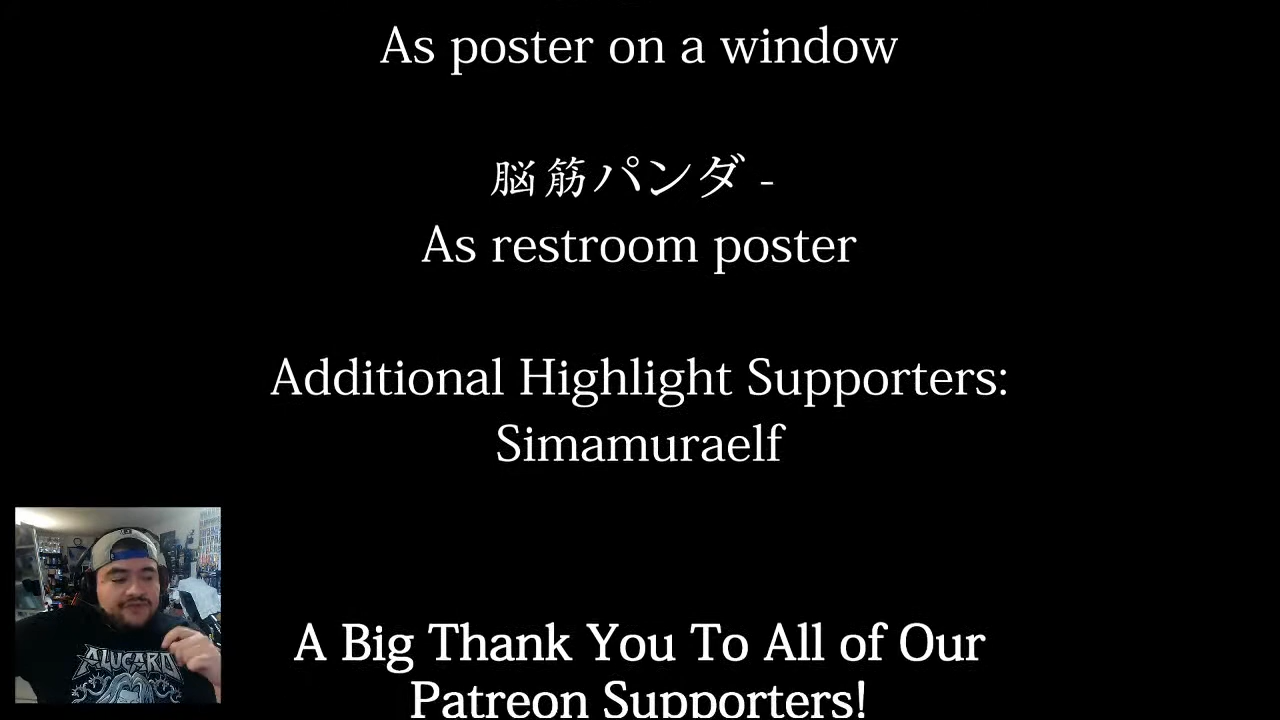 As poster on a window
脳筋パンダ -
As restroom poster
Additional Highlight Supporters:
Simamuraelf
A Big Thank You To All of Our
Patreon Supporters!
ALUCARD